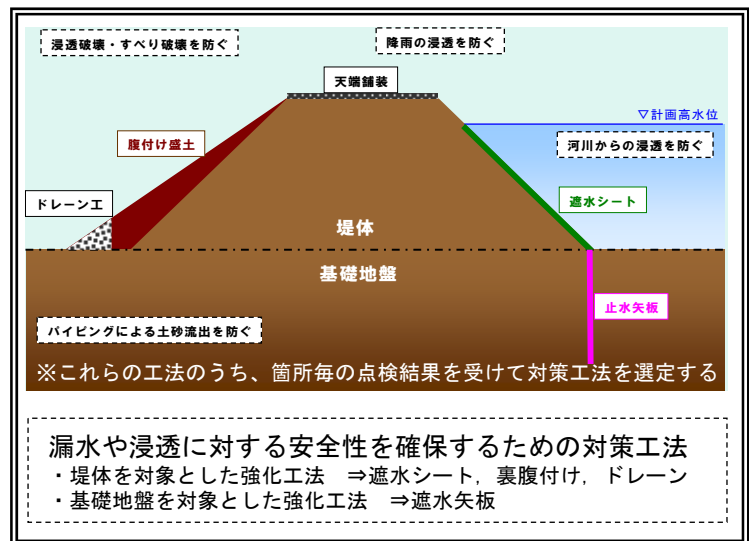 浸透破壊・すべり破壊を防ぐ
降雨の浸透を防ぐ
天端舗装
▽計画高水位
腹付け盛土
河川からの浸透を防ぐ
ドレーン工
遮水シート
堤体
基礎地盤
止水矢板
パイピングによる土砂流出を防ぐ
※これらの工法のうち、箇所毎の点検結果を受けて対策工法を選定する
漏水や浸透に対する安全性を確保するための対策工法
・堤体を対象とした強化工法　⇒遮水シート，裏腹付け，ドレーン
・基礎地盤を対象とした強化工法　⇒遮水矢板